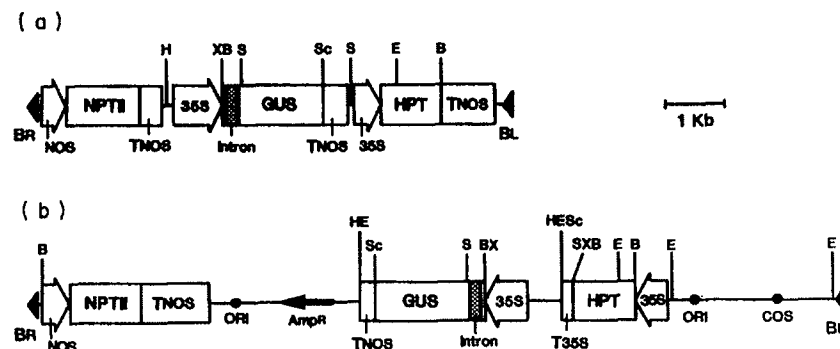 (a)
H XB S Sc S E B
NPTII 35S GUS HPT TNOS
BR NOS TNOS Intron TNOS 35S BL
1 Kb
(b)
HE HESc
B Sc S BX SXB E B E E
NPTII TNOS GUS 35S HPT 35S
BR NOS ORI AmpR TNOS Intron T35S ORI COS